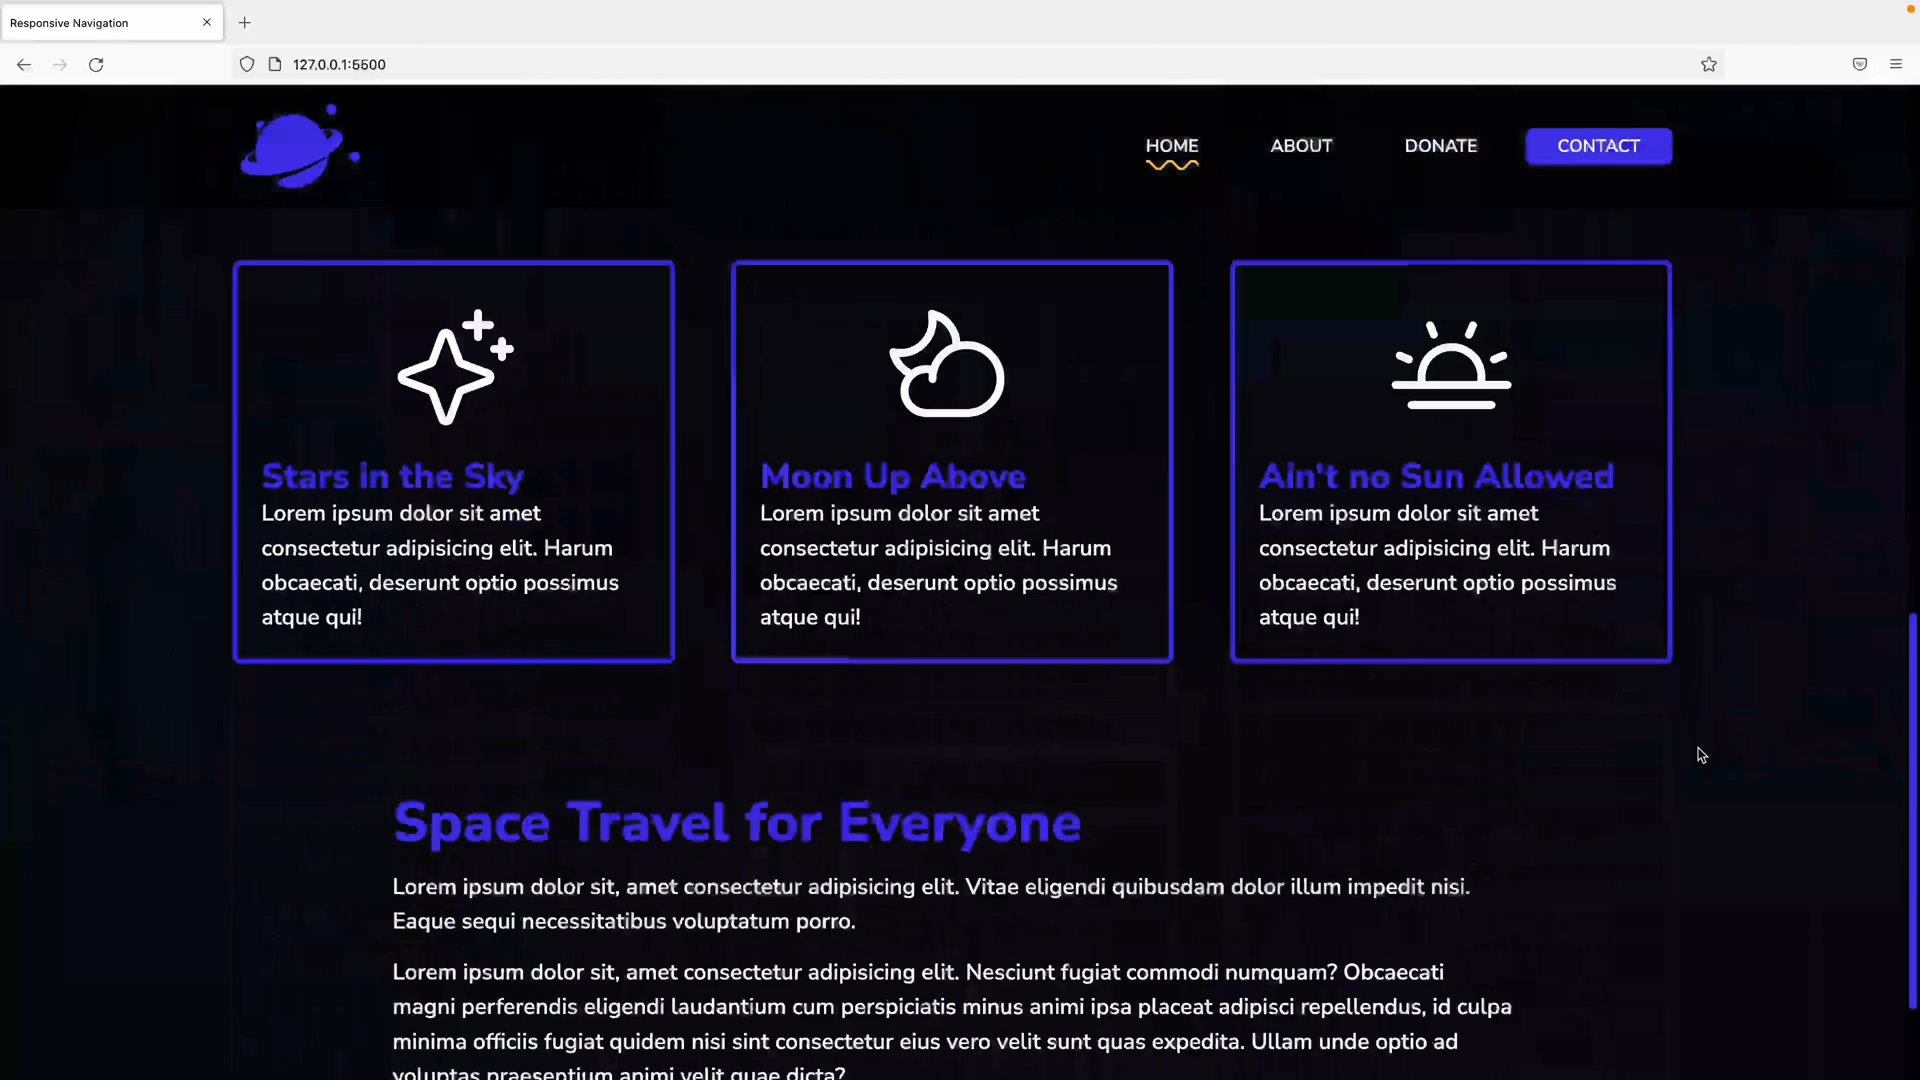 Responsive Navigation
127.0.0.1:5500
HOME ABOUT DONATE CONTACT
Stars in the Sky
Lorem ipsum dolor sit amet
consectetur adipisicing elit. Harum
obcaecati, deserunt optio possimus
atque qui!
Moon Up Above
Lorem ipsum dolor sit amet
consectetur adipisicing elit. Harum
obcaecati, deserunt optio possimus
atque qui!
Ain't no Sun Allowed
Lorem ipsum dolor sit amet
consectetur adipisicing elit. Harum
obcaecati, deserunt optio possimus
atque qui!
Space Travel for Everyone
Lorem ipsum dolor sit, amet consectetur adipisicing elit. Vitae eligendi quibusdam dolor illum impedit nisi.
Eaque sequi necessitatibus voluptatum porro.
Lorem ipsum dolor sit, amet consectetur adipisicing elit. Nesciunt fugiat commodi numquam? Obcaecati
magni perferendis eligendi laudantium cum perspiciatis minus animi ipsa placeat adipisci repellendus, id culpa
minima officiis fugiat quidem nisi sint consectetur eius vero velit sunt quas expedita. Ullam unde optio ad
voluptas praesentium animi velit quae dicta?